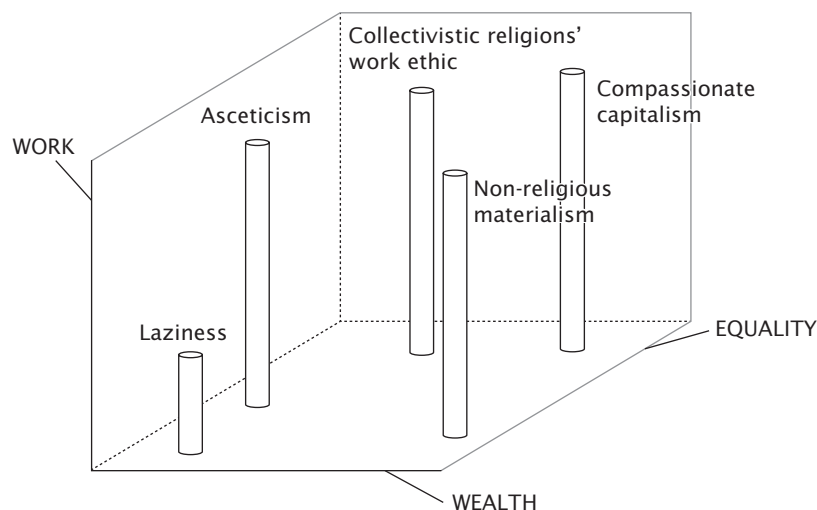 Collectivistic religions’
work ethic
Compassionate
capitalism
Asceticism
WORK
Non-religious
materialism
Laziness
EQUALITY
WEALTH